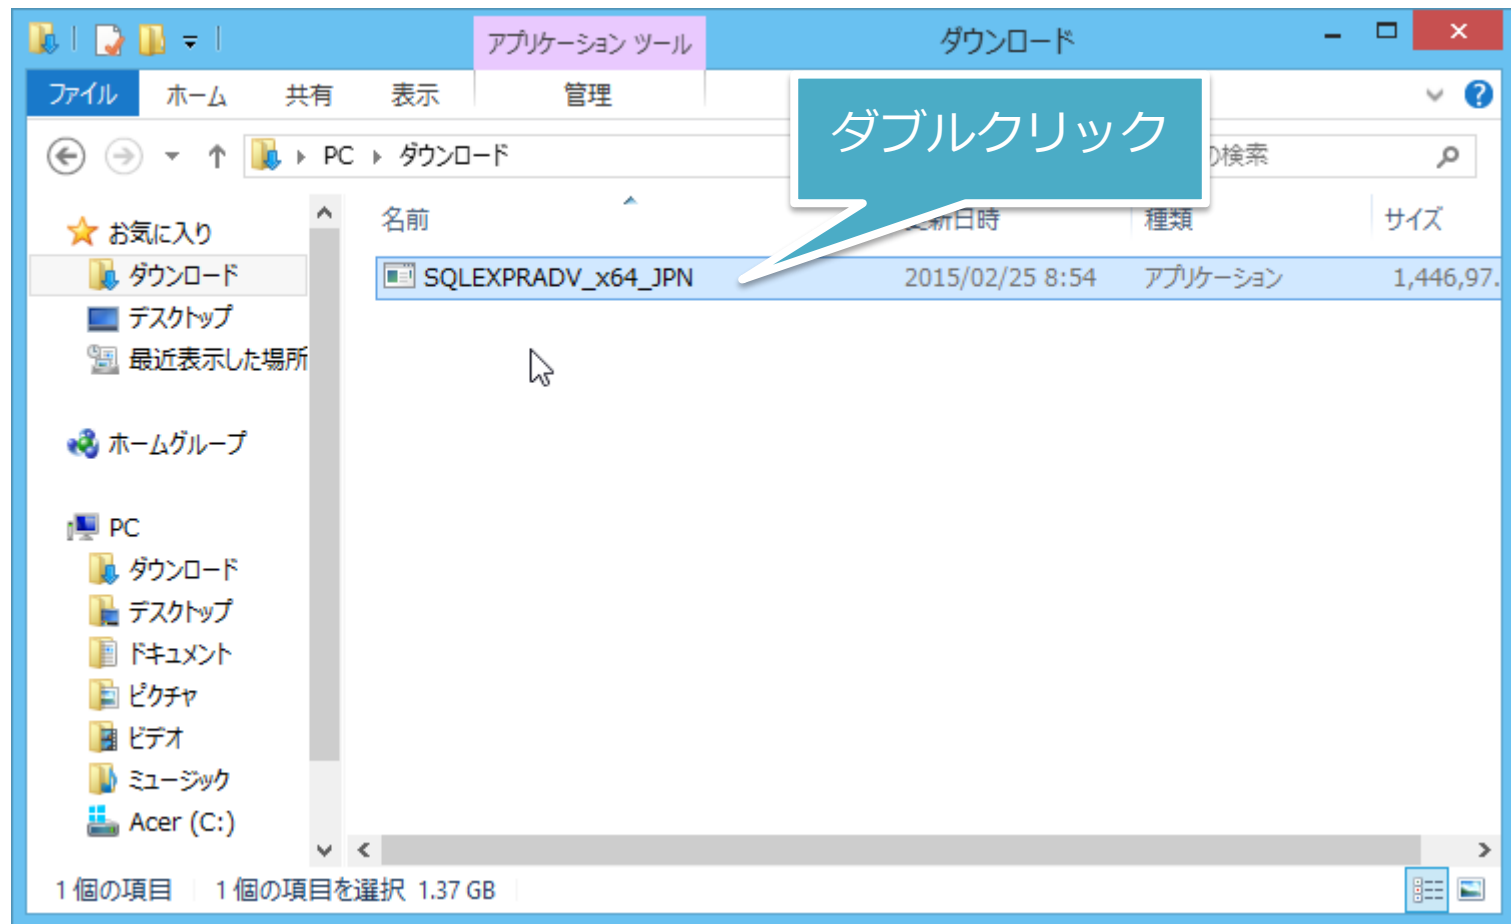 アプリケーション ツール
ダウンロード
ファイル ホーム 共有 表示 管理
ダブルクリック
PC ダウンロード
の検索
名前 更新日時 種類 サイズ
SQLEXPRADV_x64_JPN 2015/02/25 8:54 アプリケーション 1,446,97.
お気に入り
ダウンロード
デスクトップ
最近表示した場所
ホームグループ
PC
ダウンロード
デスクトップ
ドキュメント
ピクチャ
ビデオ
ミュージック
Acer (C:)
1 個の項目 1 個の項目を選択 1.37 GB